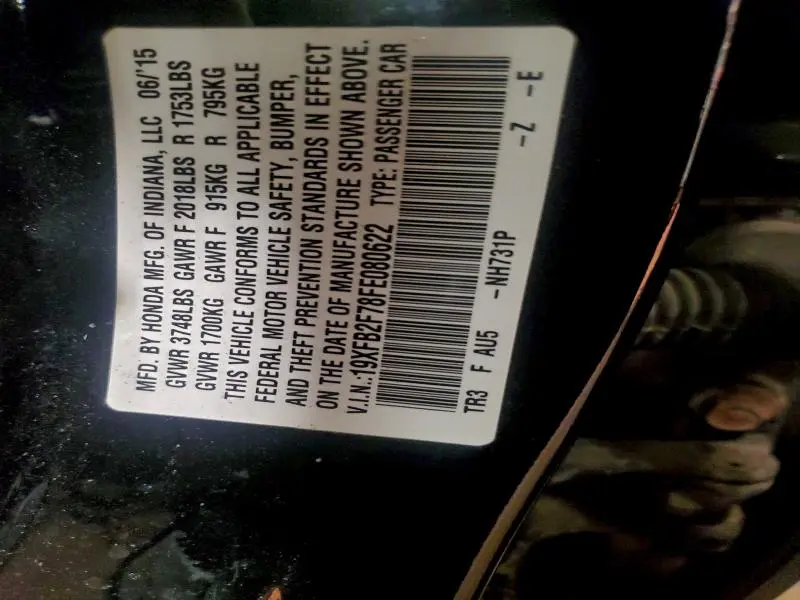 MFD. BY HONDA MFG. OF INDIANA, LLC 06/'15
GVWR 3748LBS GAWR F 2018LBS R 1753LBS
GVWR 1700KG GAWR F 915KG R 795KG
THIS VEHICLE CONFORMS TO ALL APPLICABLE
FEDERAL MOTOR VEHICLE SAFETY, BUMPER,
AND THEFT PREVENTION STANDARDS IN EFFECT
ON THE DATE OF MANUFACTURE SHOWN ABOVE.
V.I.N.:19XFB2F78FE080622 TYPE: PASSENGER CAR
TR3 F AU5 -NH731P -Z -E